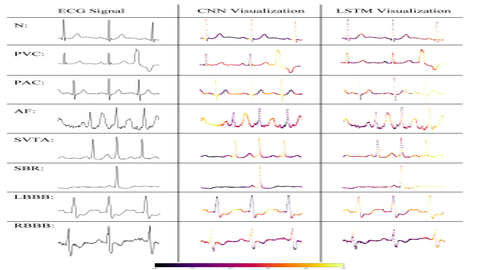 ECG Signal CNN Visualization LSTM Visualization
N:
PVC:
PAC:
AF:
SVTA:
SBR:
LBBB:
RBBB: